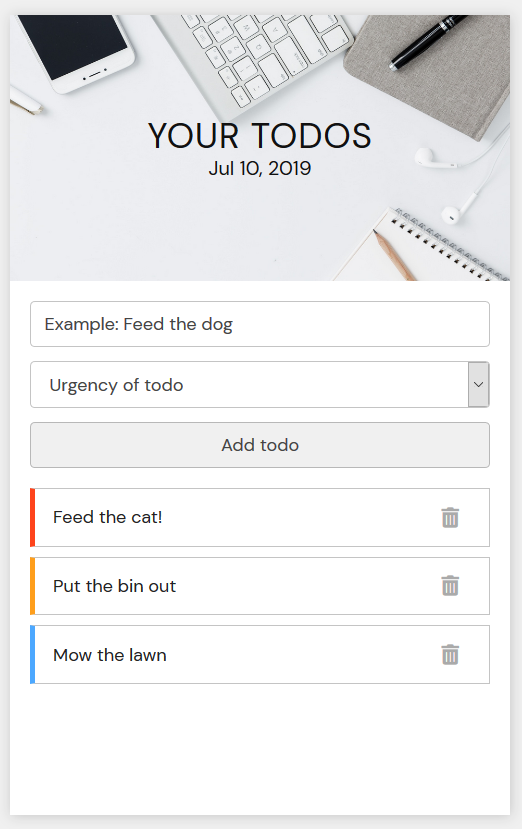 YOUR TODOS
Jul 10, 2019
Example: Feed the dog
Urgency of todo
Add todo
Feed the cat!
Put the bin out
Mow the lawn